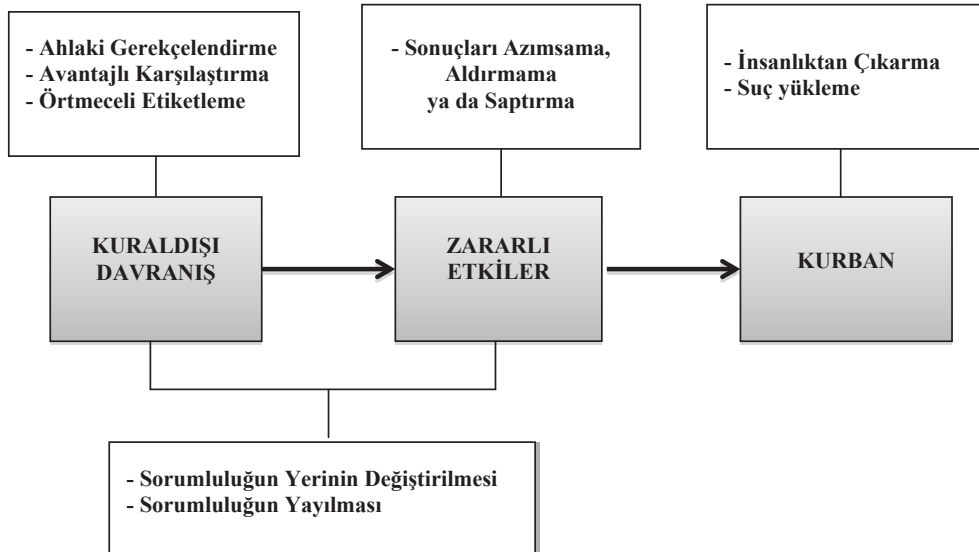 - Ahlaki Gerekçelendirme
- Avantajlı Karşılaştırma
- Örtmeceli Etiketleme
- Sonuçları Azımsama,
Aldırmama
ya da Saptırma
- İnsanlıktan Çıkarma
- Suç yükleme
KURALDIŞI
DAVRANIŞ
ZARARLI
ETKİLER
KURBAN
- Sorumluluğun Yerinin Değiştirilmesi
- Sorumluluğun Yayılması